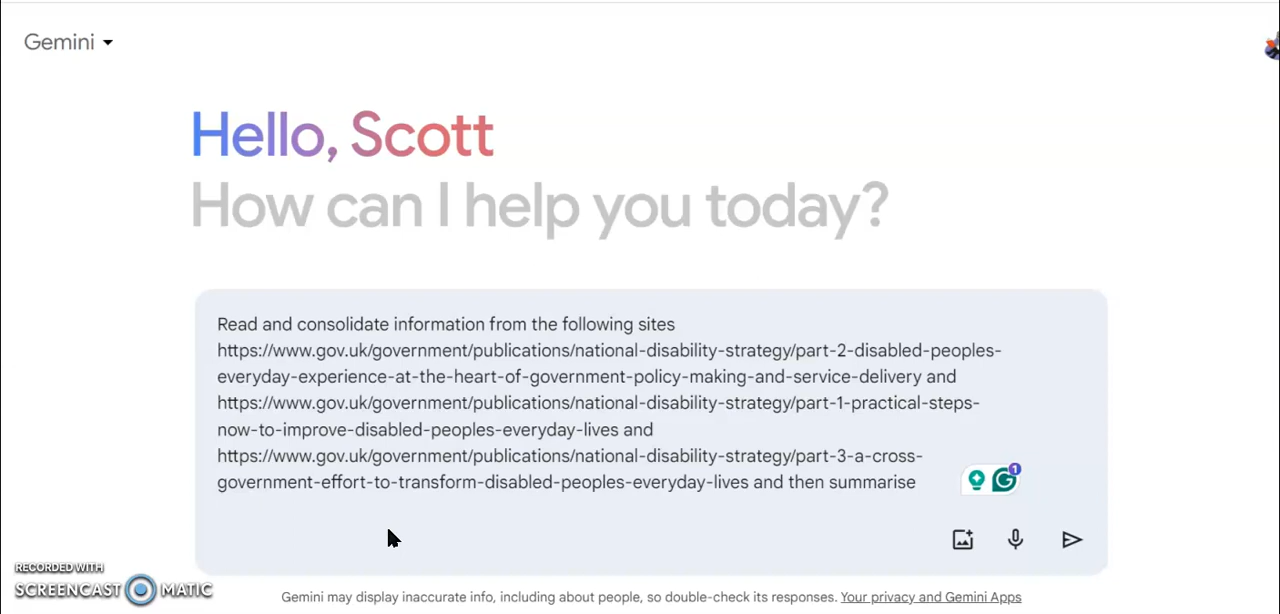 Gemini
Hello, Scott
How can I help you today?
Read and consolidate information from the following sites
https://www.gov.uk/government/publications/national-disability-strategy/part-2-disabled-peoples-
everyday-experience-at-the-heart-of-government-policy-making-and-service-delivery and
https://www.gov.uk/government/publications/national-disability-strategy/part-1-practical-steps-
now-to-improve-disabled-peoples-everyday-lives and
https://www.gov.uk/government/publications/national-disability-strategy/part-3-a-cross-
government-effort-to-transform-disabled-peoples-everyday-lives and then summarise
1
RECORDED WITH
SCREENCAST MATIC
Gemini may display inaccurate info, including about people, so double-check its responses. Your privacy and Gemini Apps